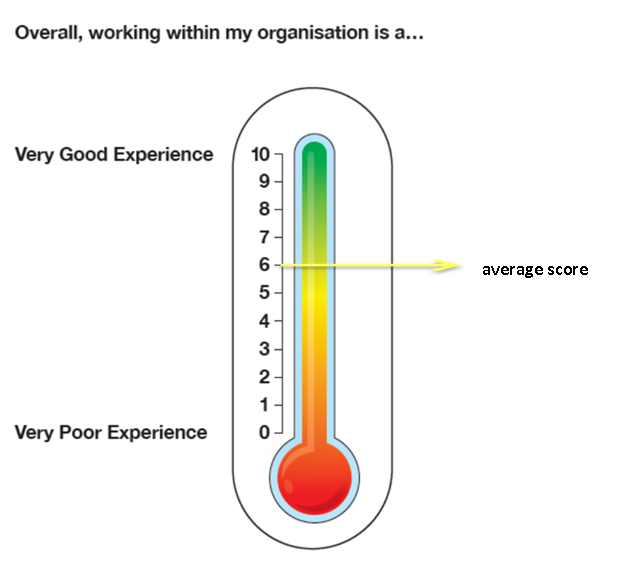 Overall, working within my organisation is a...
Very Good Experience
10
9
8
7
6
average score
5
4
3
2
1
0
Very Poor Experience